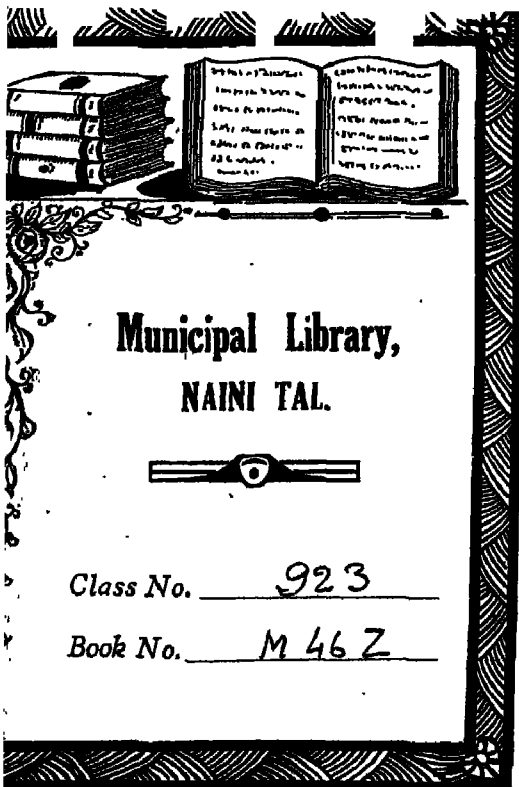 Municipal Library,
NAINI TAL.
Class No. 923
Book No. M 46 Z